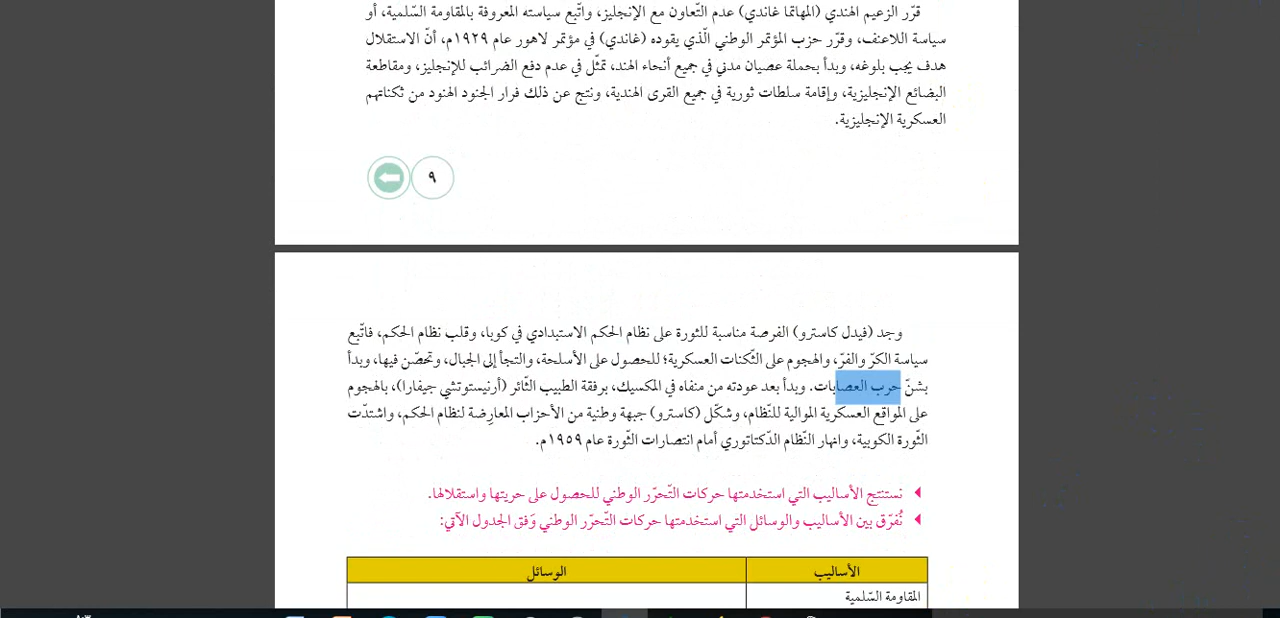 قرّر الزعيم الهندي (المهاتما غاندي) عدم التّعاون مع الإنجليز، واتّبع سياسته المعروفة بالمقاومة السّلمية، أو
سياسة اللاعنف، وقرّر حزب المؤتمر الوطني الّذي يقوده (غاندي) في مؤتمر لاهور عام ١٩٢٩م، أنّ الاستقلال
هدف يجب بلوغه، وبدأ بحملة عصيان مدني في جميع أنحاء الهند، تمثّل في عدم دفع الضرائب للإنجليز، ومقاطعة
البضائع الإنجليزية، وإقامة سلطات ثورية في جميع القرى الهندية، ونتج عن ذلك فرار الجنود الهنود من ثكناتهم
العسكرية الإنجليزية.
٩
وجد (فيدل كاسترو) الفرصة مناسبة للثورة على نظام الحكم الاستبدادي في كوبا، وقلب نظام الحكم، فاتّبع
سياسة الكرّ والفرّ، والهجوم على الثّكنات العسكرية؛ للحصول على الأسلحة، والتجأ إلى الجبال، وتحصّن فيها، وبدأ
بشنّ حرب العصابات. وبدأ بعد عودته من منفاه في المكسيك، برفقة الطبيب الثّائر (أرنيستوتشي جيفارا)، بالهجوم
على المواقع العسكرية الموالية للنّظام، وشكّل (كاسترو) جبهة وطنية من الأحزاب المعارِضة لنظام الحكم، واشتدّت
الثّورة الكوبية، وانهار النّظام الدّكتاتوري أمام انتصارات الثّورة عام ١٩٥٩م.
نستنتج الأساليب التي استخدمتها حركات التّحرّر الوطني للحصول على حريتها واستقلالها.
نُفَرّق بين الأساليب والوسائل التي استخدمتها حركات التّحرّر الوطني وَفق الجدول الآتي:
الأساليب الوسائل
المقاومة السّلمية